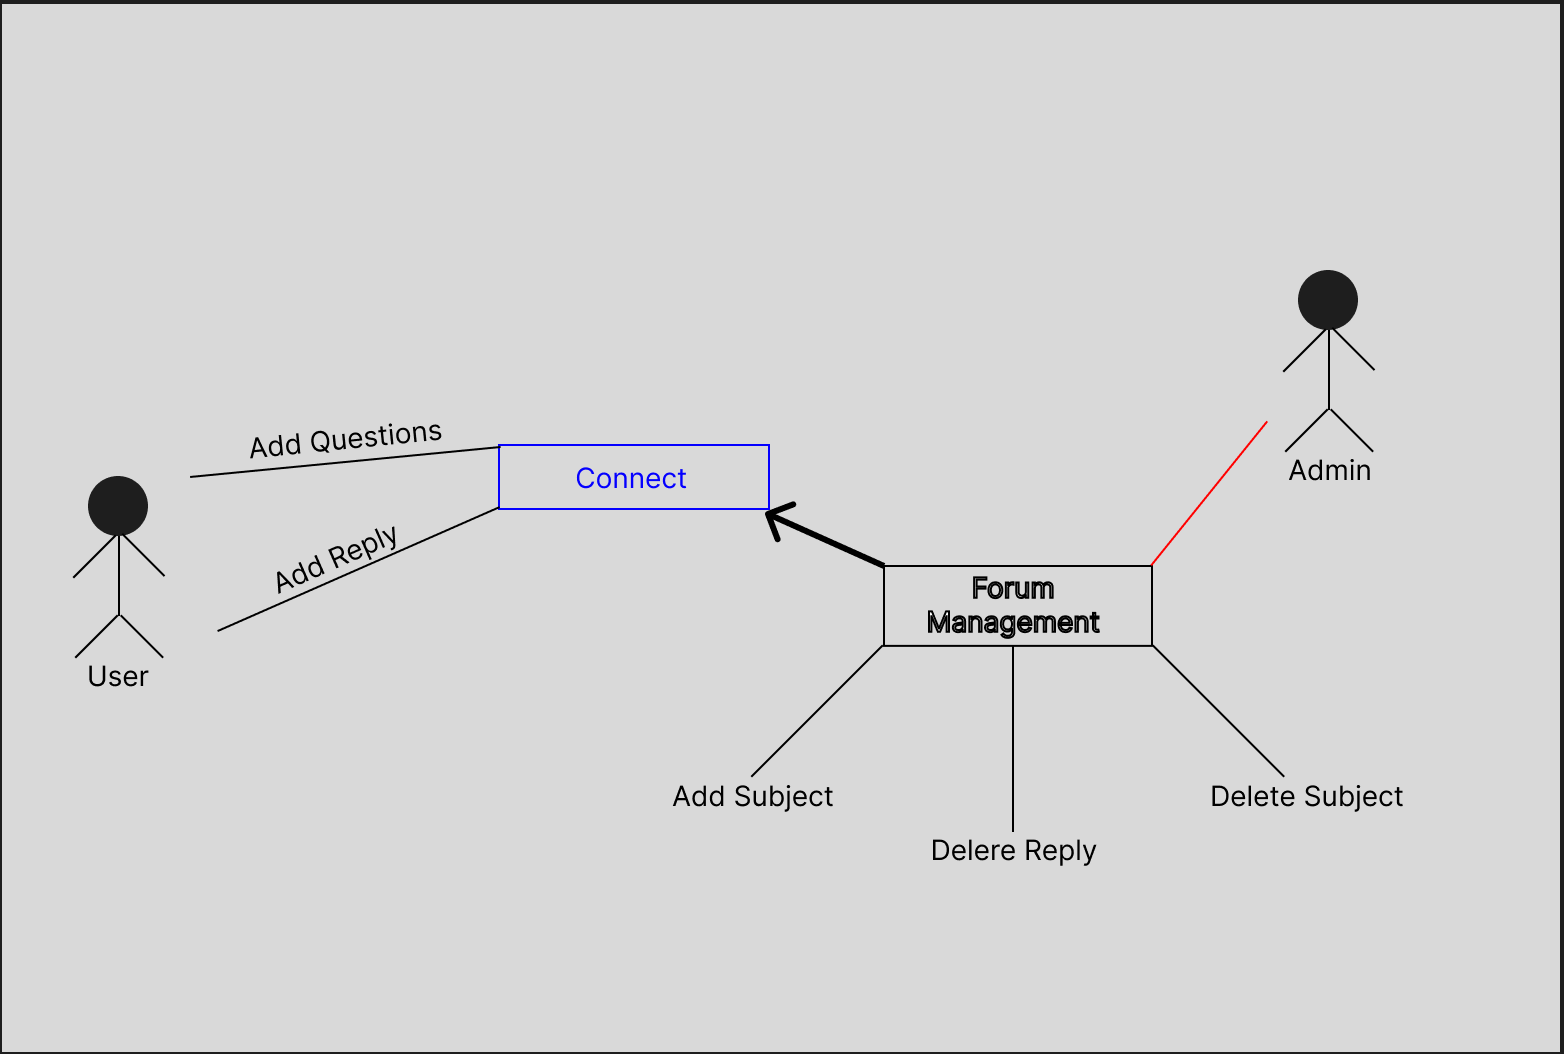 Add Questions
Connect
Admin
Add Reply
Forum
Management
User
Add Subject
Delete Subject
Delere Reply